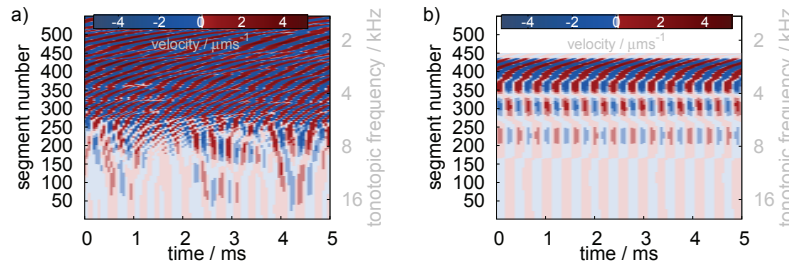 a)
-4 -2 0 2 4
velocity / μms⁻¹
segment number
500
450
400
350
300
250
200
150
100
50
0 1 2 3 4 5
time / ms
2
4
8
16
tonotopic frequency / kHz
b)
-4 -2 0 2 4
velocity / μms⁻¹
segment number
500
450
400
350
300
250
200
150
100
50
0 1 2 3 4 5
time / ms
2
4
8
16
tonotopic frequency / kHz